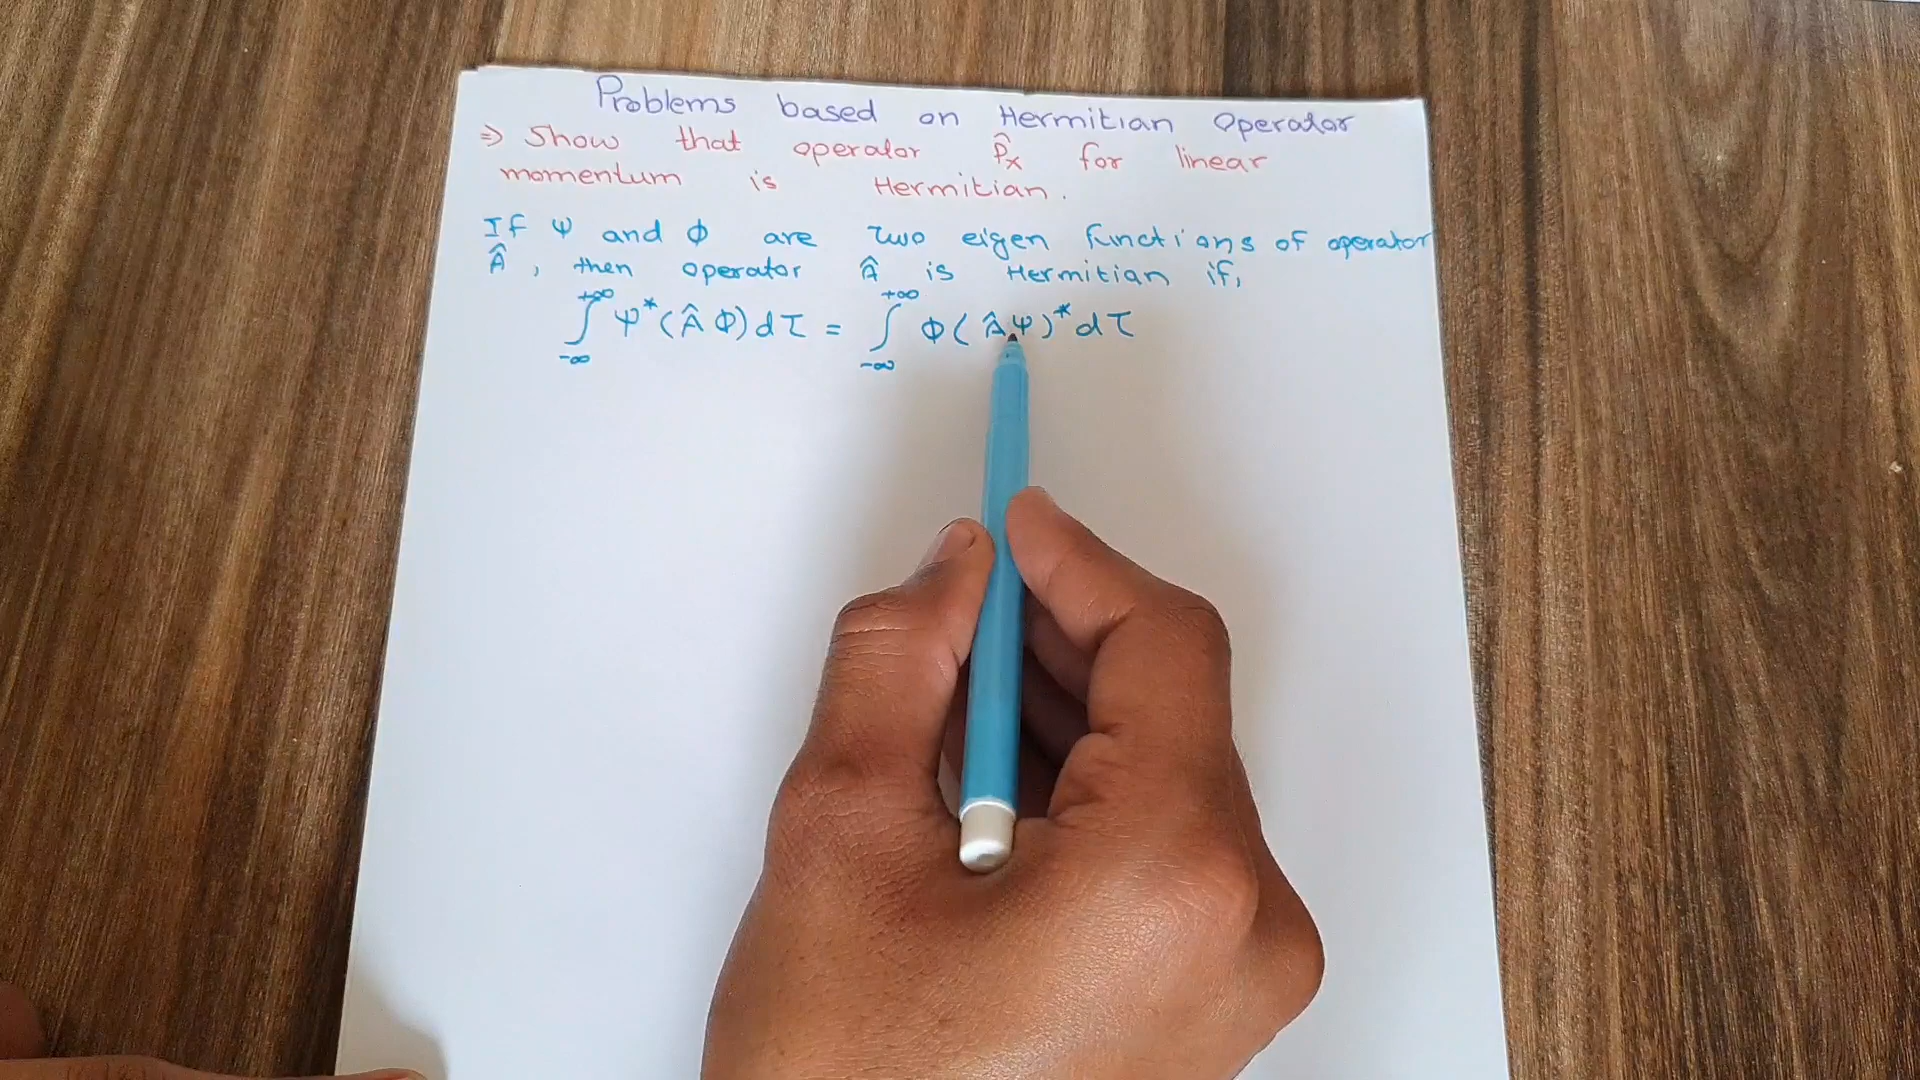 Problems based on Hermitian Operator
⇒ Show that operator P̂x for linear
momentum is Hermitian.
If Ψ and Φ are two eigen functions of operator
Â, then operator Â is Hermitian if,
∫_{-∞}^{+∞} Ψ*(ÂΦ)dτ = ∫_{-∞}^{+∞} Φ(ÂΨ)*dτ